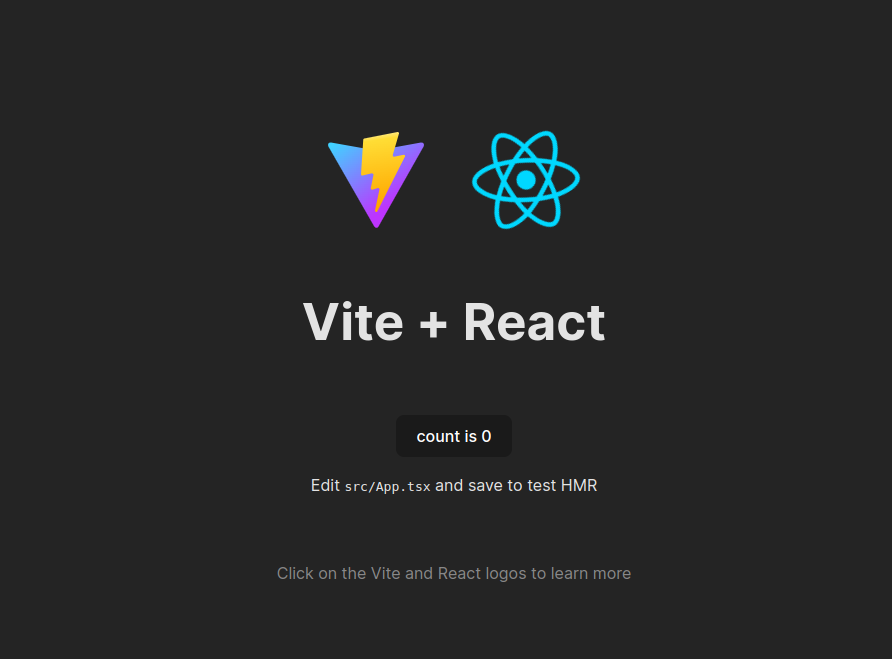 Vite + React
count is 0
Edit src/App.tsx and save to test HMR
Click on the Vite and React logos to learn more